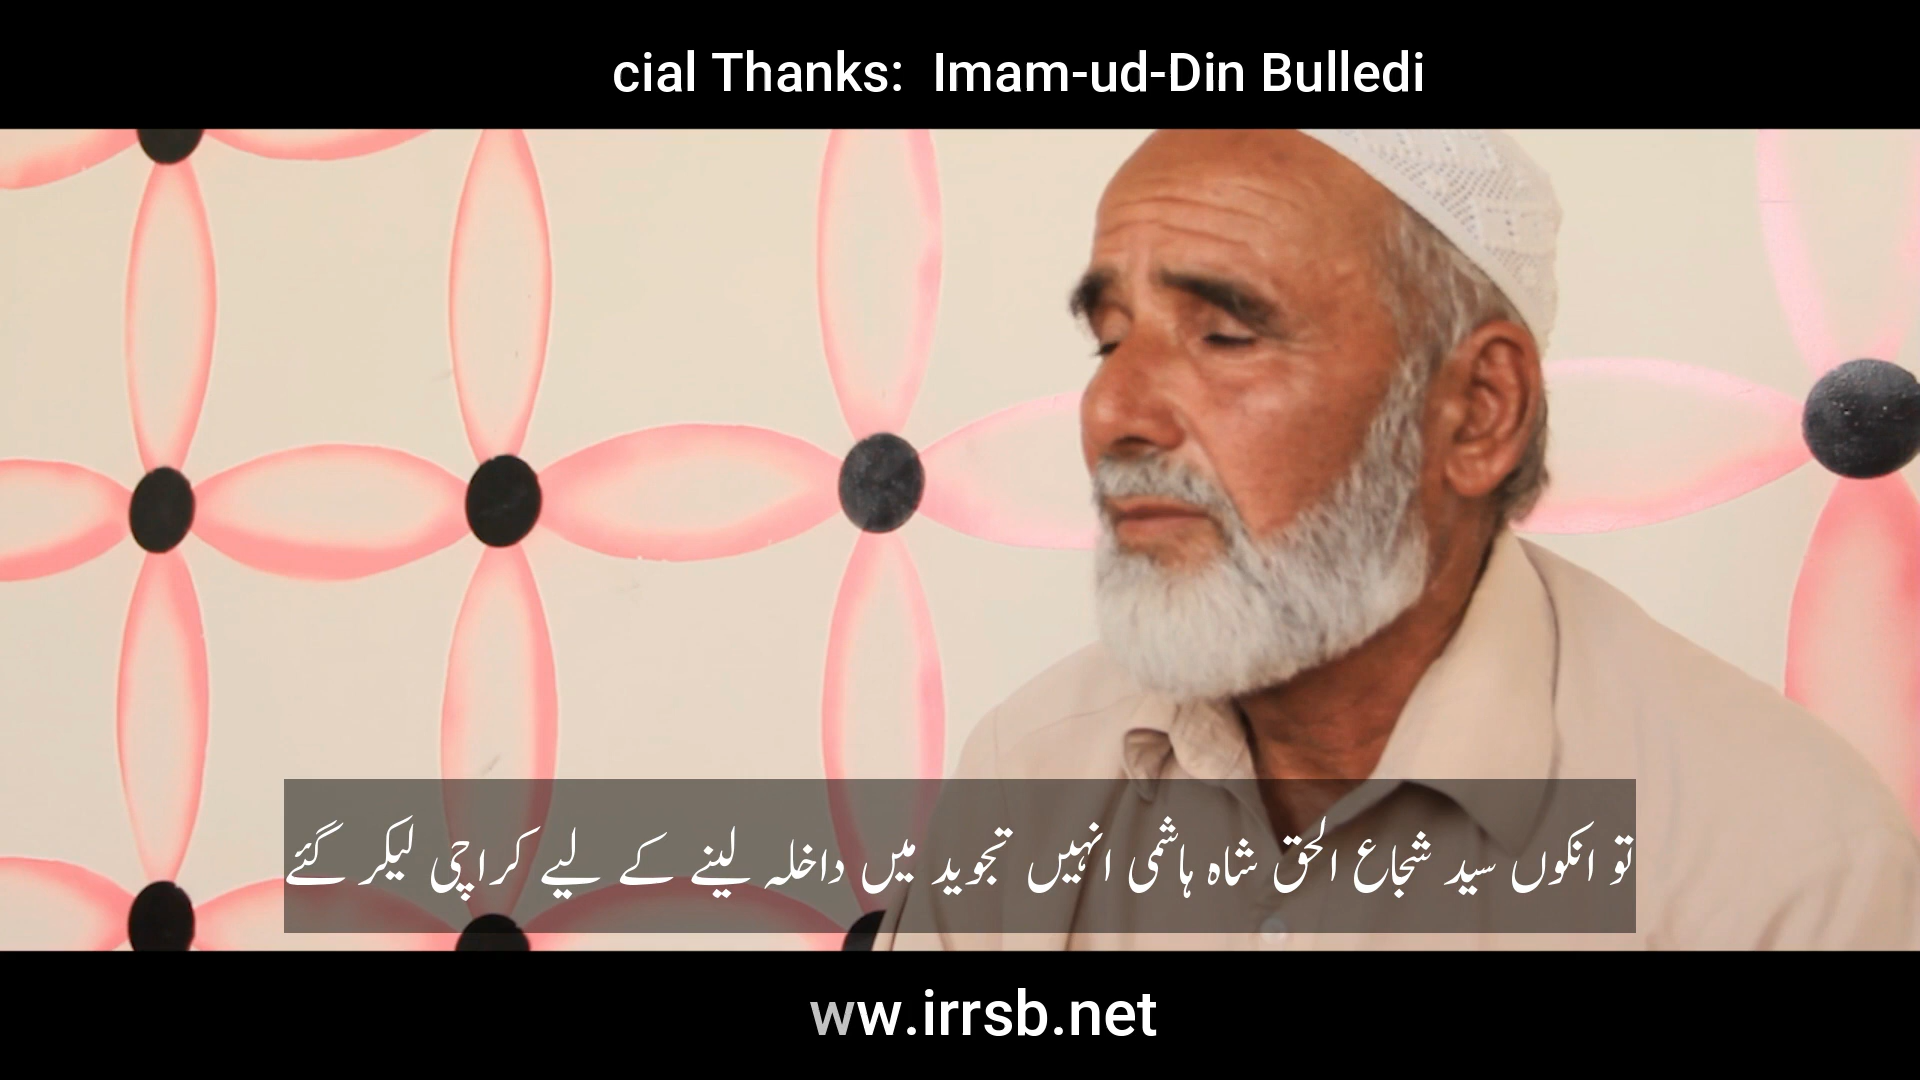 cial Thanks:  Imam-ud-Din Bulledi
تو انکوں سید شجاع الحق شاہ ہاشمی انہیں تجوید میں داخلہ لینے کے لیے کراچی لیکر گئے
ww.irrsb.net